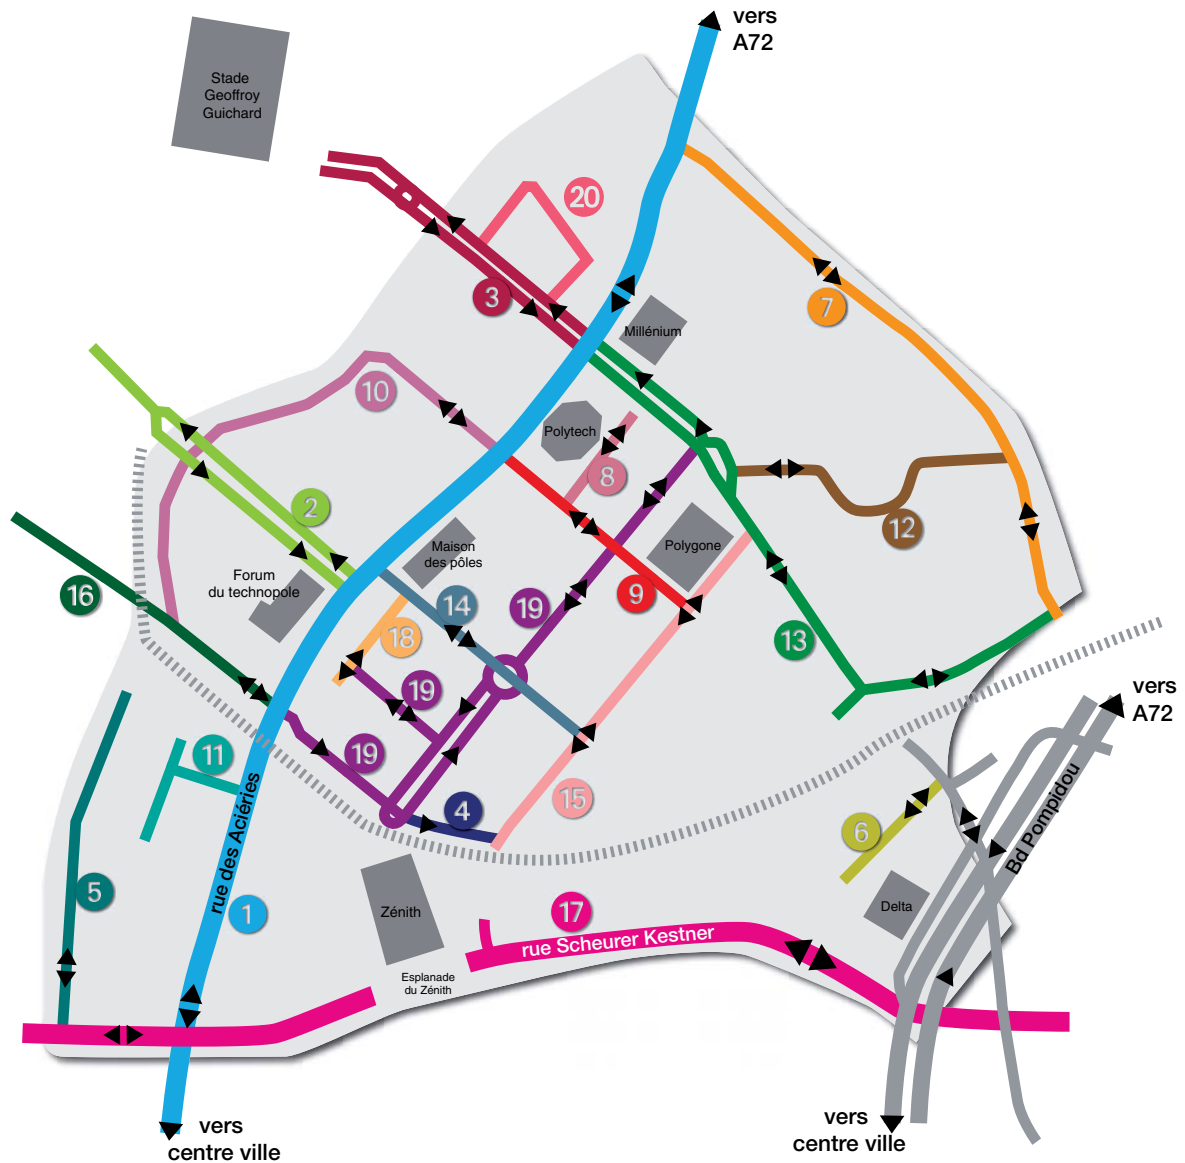 vers
A72
Stade
Geoffroy
Guichard
20
3
7
Millénium
10
Polytech
8
2
12
Maison
des pôles
Polygone
Forum
du technopole
16
9
14
19
18
13
19
vers
A72
11
19
15
4
6
Bd Pompidou
rue des Aciéries
5
1
Zénith
17
Delta
rue Scheurer Kestner
Esplanade
du Zénith
vers
centre ville
vers
centre ville